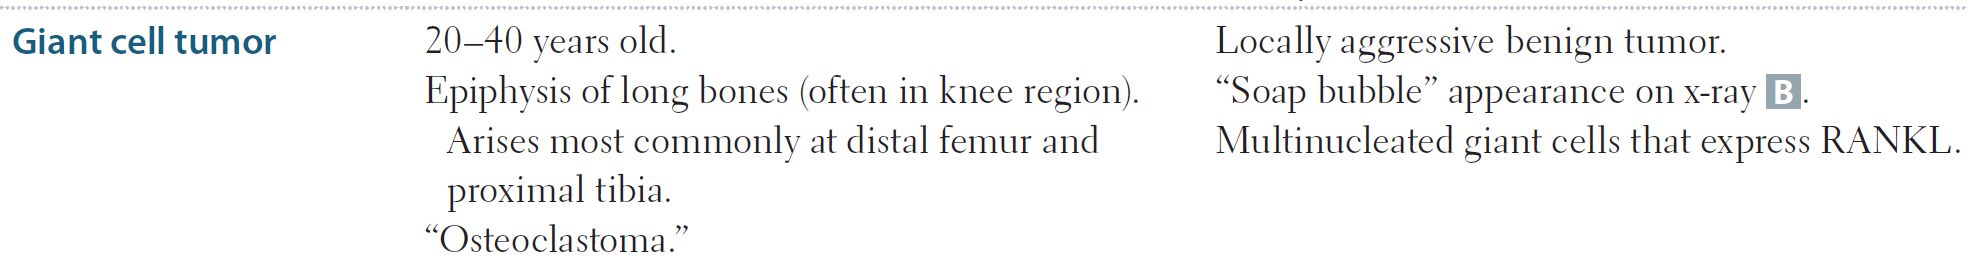 Giant cell tumor
20–40 years old.
Epiphysis of long bones (often in knee region).
Arises most commonly at distal femur and
proximal tibia.
“Osteoclastoma.”
Locally aggressive benign tumor.
“Soap bubble” appearance on x-ray B.
Multinucleated giant cells that express RANKL.